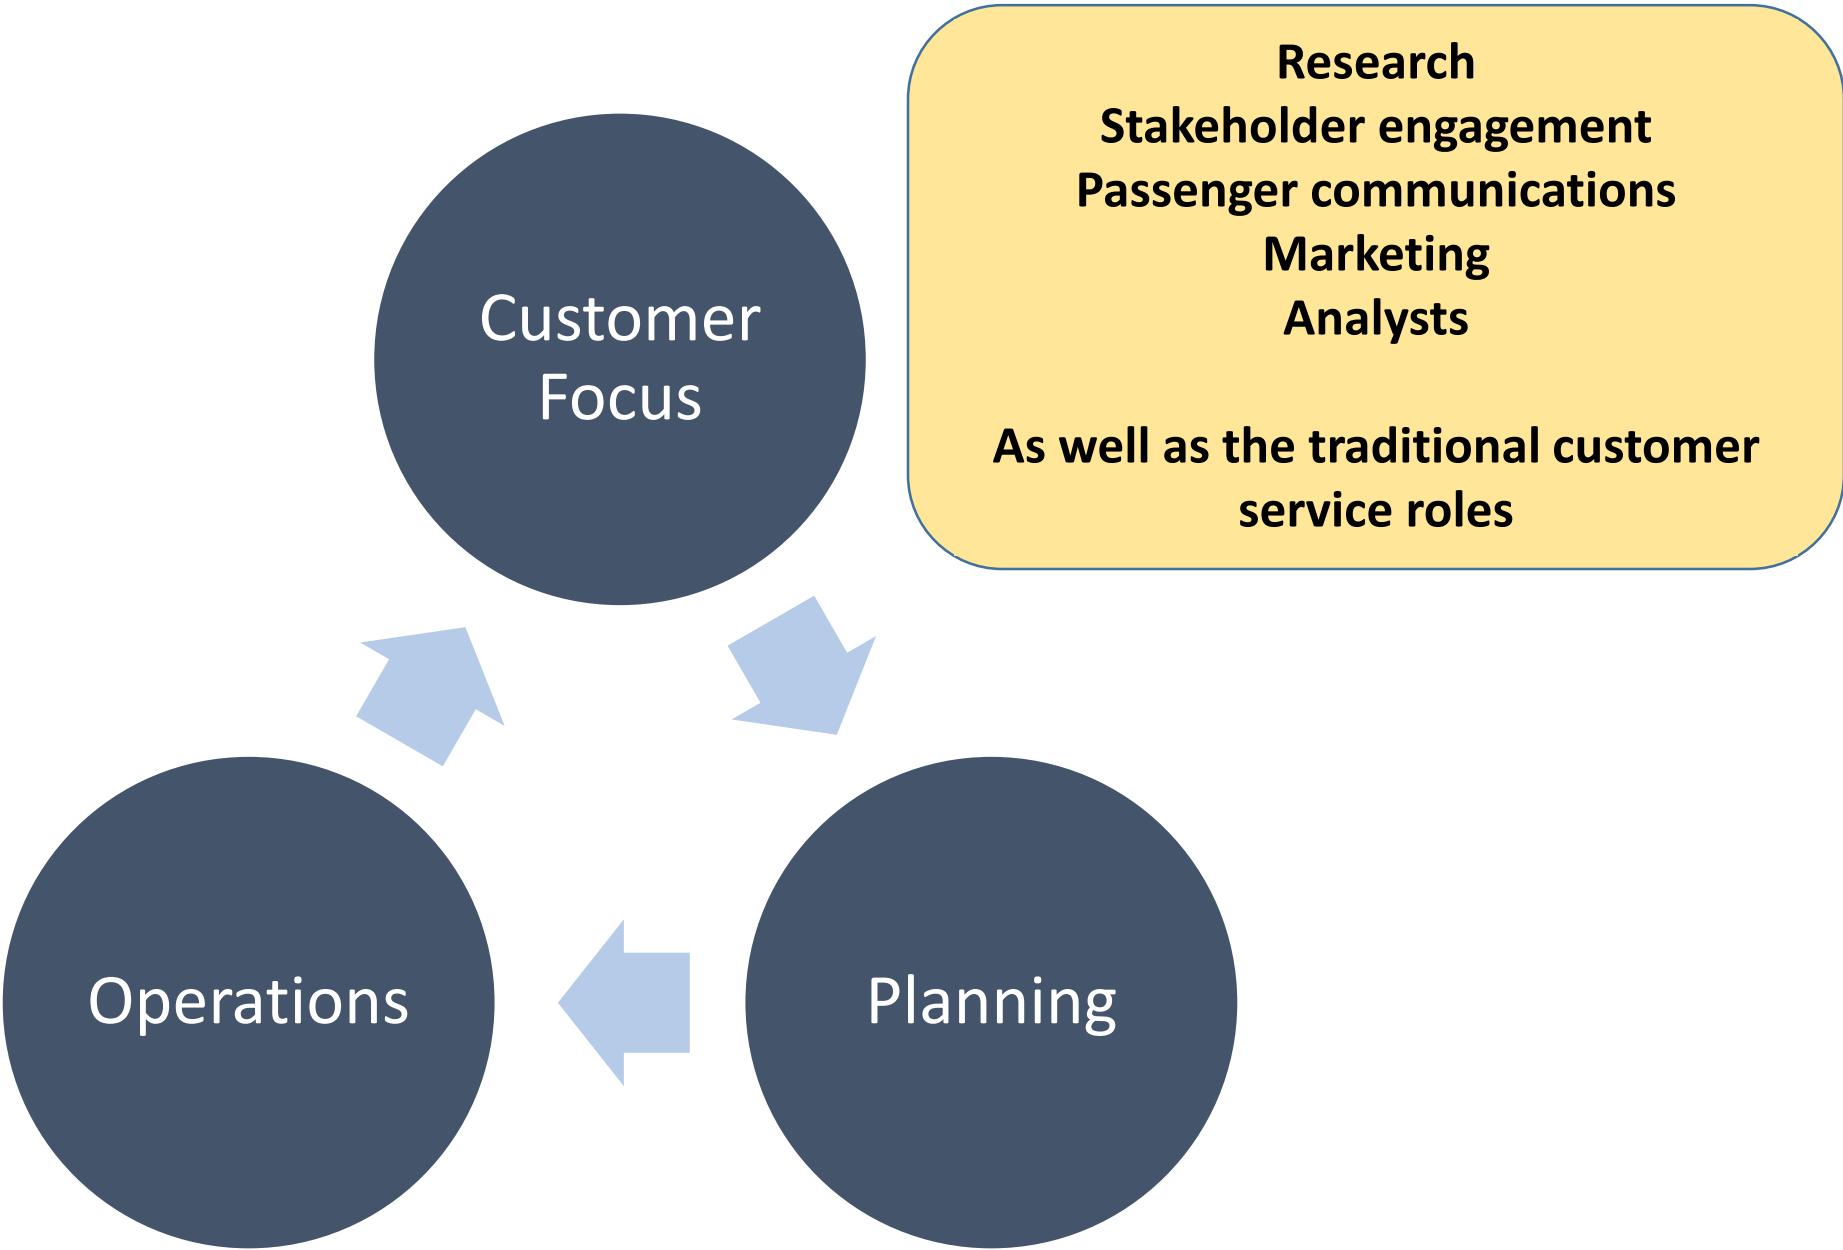 Research
Stakeholder engagement
Passenger communications
Marketing
Analysts
As well as the traditional customer
service roles
Customer
Focus
Operations
Planning